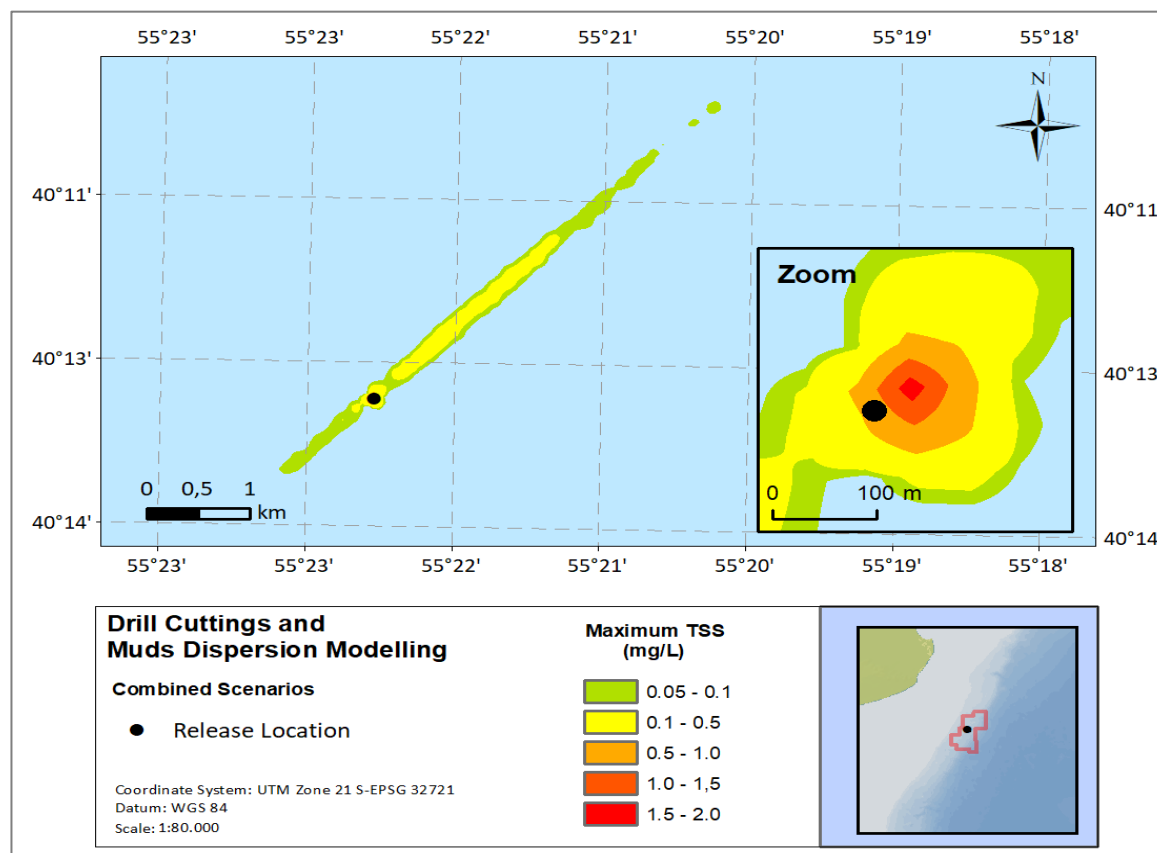 55°23' 55°23' 55°22' 55°21' 55°20' 55°19' 55°18'
N
40°11' 40°11'
Zoom
40°13' 40°13'
0 0,5 1
km
0 100 m
40°14' 40°14'
55°23' 55°23' 55°22' 55°21' 55°20' 55°19' 55°18'
Drill Cuttings and
Muds Dispersion Modelling
Combined Scenarios
Release Location
Coordinate System: UTM Zone 21 S-EPSG 32721
Datum: WGS 84
Scale: 1:80.000
Maximum TSS
(mg/L)
0.05 - 0.1
0.1 - 0.5
0.5 - 1.0
1.0 - 1,5
1.5 - 2.0